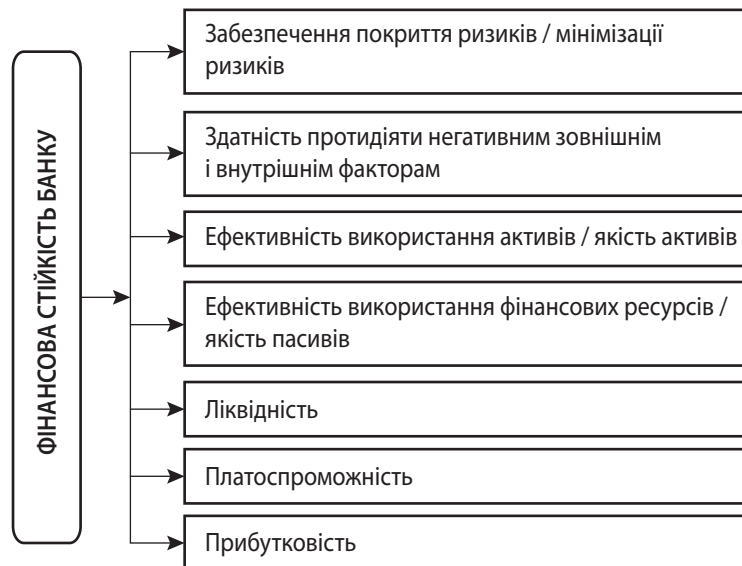 ФІНАНСОВА СТІЙКІСТЬ БАНКУ
Забезпечення покриття ризиків / мінімізації
ризиків
Здатність протидіяти негативним зовнішнім
і внутрішнім факторам
Ефективність використання активів / якість активів
Ефективність використання фінансових ресурсів /
якість пасивів
Ліквідність
Платоспроможність
Прибутковість